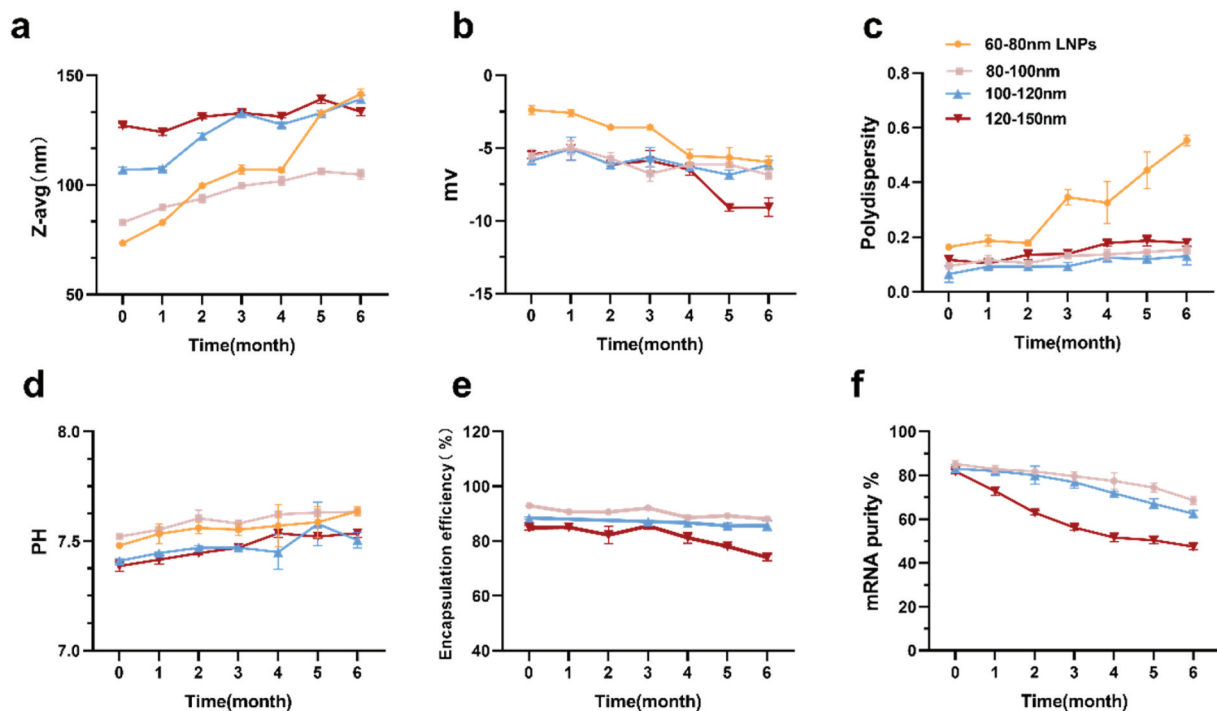 a
b
c
60-80nm LNPs
80-100nm
100-120nm
120-150nm
Z-avg(nm)
150
100
50
0 1 2 3 4 5 6
Time(month)
mv
-0
-5
-10
-15
0 1 2 3 4 5 6
Time(month)
Polydispersity
0.8
0.6
0.4
0.2
0.0
0 1 2 3 4 5 6
Time(month)
d
e
f
PH
8.0
7.5
7.0
0 1 2 3 4 5 6
Time(month)
Encapsulation efficiency(%)
120
100
80
60
40
0 1 2 3 4 5 6
Time(month)
mRNA purity %
100
80
60
40
20
0
0 1 2 3 4 5 6
Time(month)